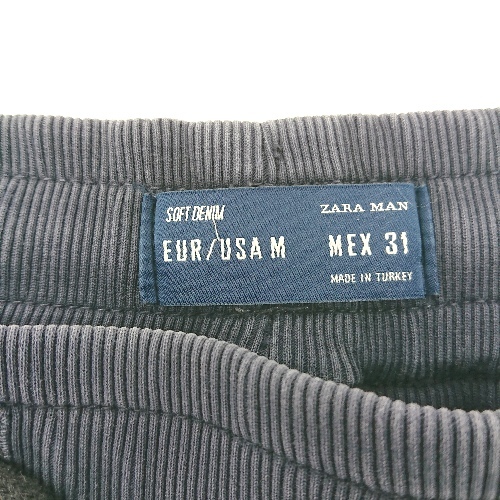 SOFT DENIM ZARA MAN
EUR/USA M MEX 31
MADE IN TURKEY